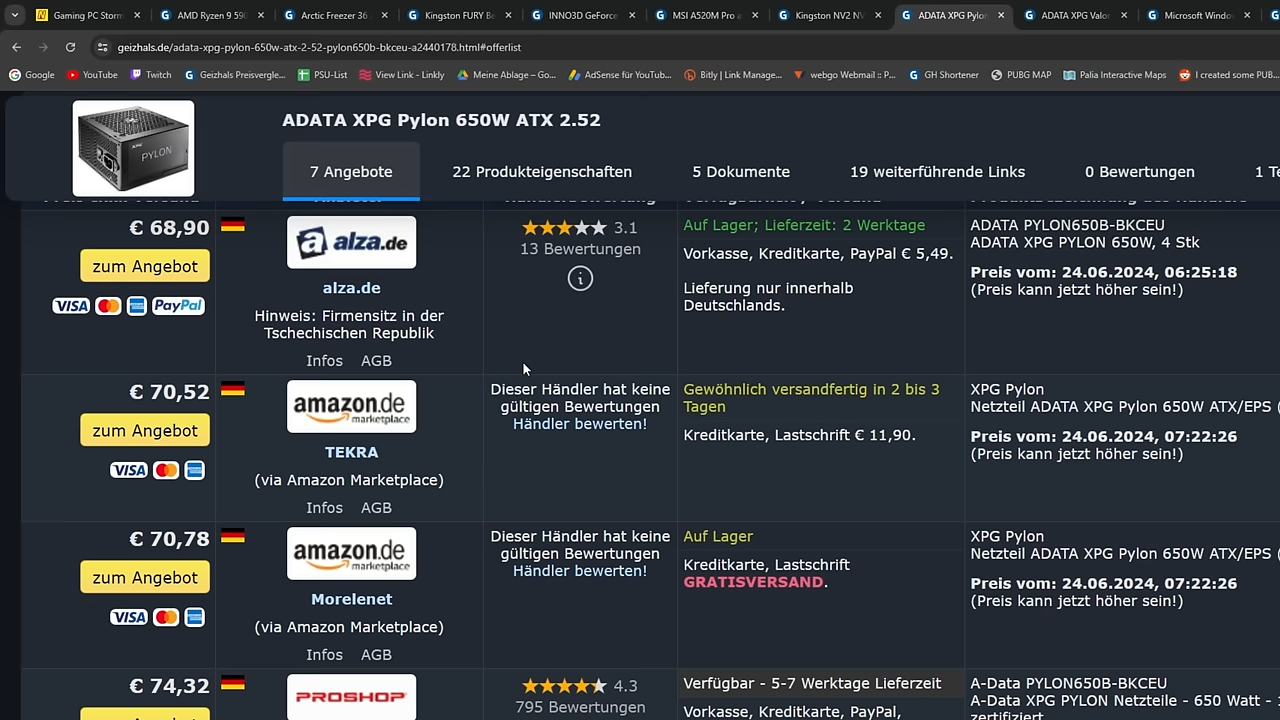 Gaming PC Storm
AMD Ryzen 9 59
Arctic Freezer 36
Kingston FURY Be
INNO3D GeForce
MSI A520M Pro
Kingston NV2 NV
ADATA XPG Pylon
ADATA XPG Valor
Microsoft Windo
geizhals.de/adata-xpg-pylon-650w-atx-2-52-pylon650b-bkceu-a2440178.html#offerlist
Google
YouTube
Twitch
Geizhals Preisvergle...
PSU-List
View Link - Linkly
Meine Ablage – Go...
AdSense für YouTub...
Bitly | Link Manage...
webgo Webmail :: P...
GH Shortener
PUBG MAP
Palia Interactive Maps
I created some PUB...
ADATA XPG Pylon 650W ATX 2.52
XPG
PYLON
7 Angebote
22 Produkteigenschaften
5 Dokumente
19 weiterführende Links
0 Bewertungen
1 Te
€ 68,90
zum Angebot
VISA
PayPal
alza.de
alza.de
Hinweis: Firmensitz in der
Tschechischen Republik
Infos AGB
3.1
13 Bewertungen
Auf Lager; Lieferzeit: 2 Werktage
Vorkasse, Kreditkarte, PayPal € 5,49.
Lieferung nur innerhalb
Deutschlands.
ADATA PYLON650B-BKCEU
ADATA XPG PYLON 650W, 4 Stk
Preis vom: 24.06.2024, 06:25:18
(Preis kann jetzt höher sein!)
€ 70,52
zum Angebot
VISA
amazon.de
marketplace
TEKRA
(via Amazon Marketplace)
Infos AGB
Dieser Händler hat keine
gültigen Bewertungen
Händler bewerten!
Gewöhnlich versandfertig in 2 bis 3
Tagen
Kreditkarte, Lastschrift € 11,90.
XPG Pylon
Netzteil ADATA XPG Pylon 650W ATX/EPS (
Preis vom: 24.06.2024, 07:22:26
(Preis kann jetzt höher sein!)
€ 70,78
zum Angebot
VISA
amazon.de
marketplace
Morelenet
(via Amazon Marketplace)
Infos AGB
Dieser Händler hat keine
gültigen Bewertungen
Händler bewerten!
Auf Lager
Kreditkarte, Lastschrift
GRATISVERSAND.
XPG Pylon
Netzteil ADATA XPG Pylon 650W ATX/EPS (
Preis vom: 24.06.2024, 07:22:26
(Preis kann jetzt höher sein!)
€ 74,32
PROSHOP
4.3
795 Bewertungen
Verfügbar - 5-7 Werktage Lieferzeit
Vorkasse, Kreditkarte, PayPal,
A-Data PYLON650B-BKCEU
A-Data XPG PYLON Netzteile - 650 Watt -
zertifiziert